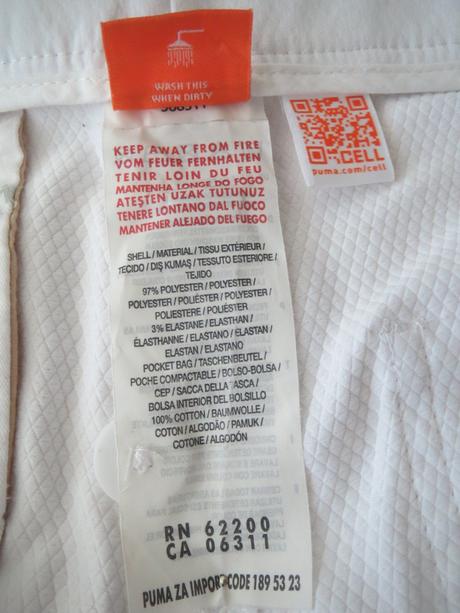 WASH THIS
WHEN DIRTY
KEEP AWAY FROM FIRE
VOM FEUER FERNHALTEN
TENIR LOIN DU FEU
MANTENHA LONGE DO FOGO
ATEŞTEN UZAK TUTUNUZ
TENERE LONTANO DAL FUOCO
MANTENER ALEJADO DEL FUEGO
SHELL / MATERIAL / TISSU EXTÉRIEUR /
TECIDO / DIŞ KUMAŞ / TESSUTO ESTERIORE /
TEJIDO
97% POLYESTER / POLYESTER /
POLYESTER / POLIÉSTER / POLYESTER /
POLIESTERE / POLIÉSTER
3% ELASTANE / ELASTHAN /
ÉLASTHANNE / ELASTANO / ELASTAN /
ELASTAN / ELASTANO
POCKET BAG / TASCHENBEUTEL /
POCHE COMPACTABLE / BOLSO-BOLSA /
CEP / SACCA DELLA TASCA /
BOLSA INTERIOR DEL BOLSILLO
100% COTTON / BAUMWOLLE /
COTON / ALGODÃO / PAMUK /
COTONE / ALGODÓN
RN 62200
CA 06311
PUMA ZA IMPORT CODE 189 53 23
CELL
puma.com/cell